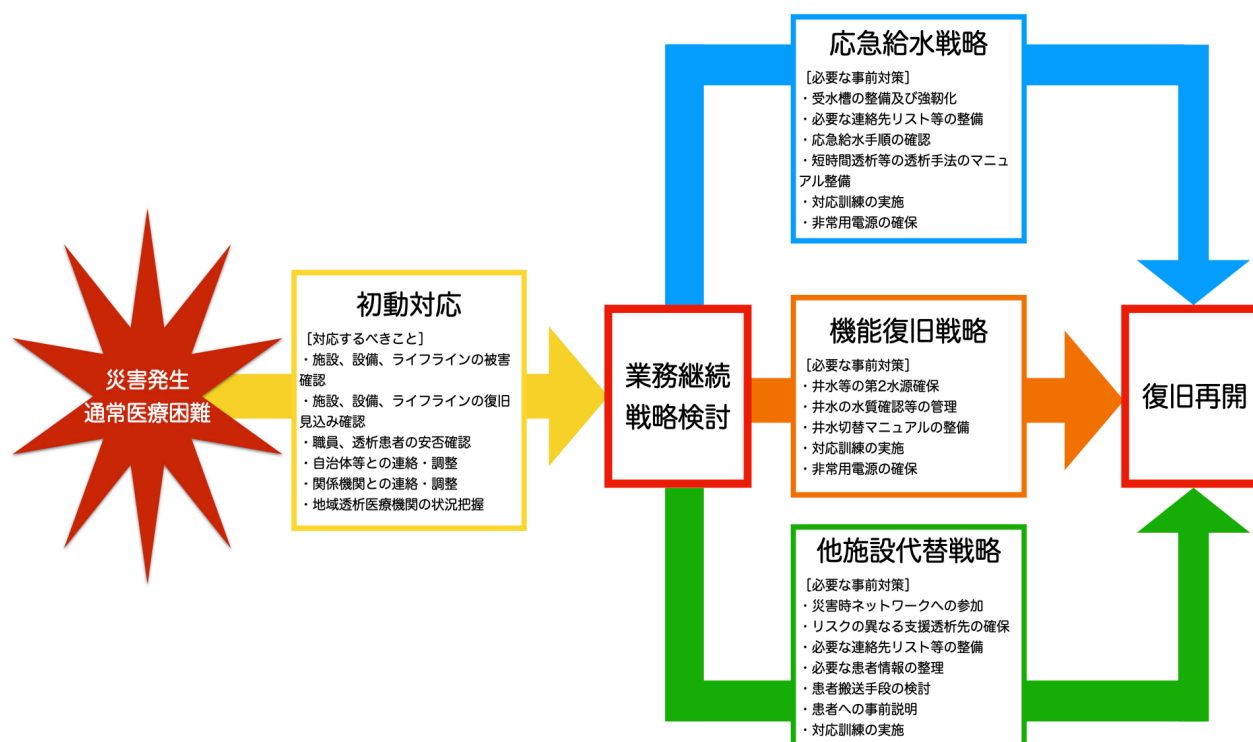 災害発生
通常医療困難
初動対応
[対応するべきこと]
・施設、設備、ライフラインの被害
確認
・施設、設備、ライフラインの復旧
見込み確認
・職員、透析患者の安否確認
・自治体等との連絡・調整
・関係機関との連絡・調整
・地域透析医療機関の状況把握
業務継続
戦略検討
応急給水戦略
[必要な事前対策]
・受水槽の整備及び強靭化
・必要な連絡先リスト等の整備
・応急給水手順の確認
・短時間透析等の透析手法のマニュ
アル整備
・対応訓練の実施
・非常用電源の確保
機能復旧戦略
[必要な事前対策]
・井水等の第2水源確保
・井水の水質確認等の管理
・井水切替マニュアルの整備
・対応訓練の実施
・非常用電源の確保
他施設代替戦略
[必要な事前対策]
・災害時ネットワークへの参加
・リスクの異なる支援透析先の確保
・必要な連絡先リスト等の整備
・必要な患者情報の整理
・患者搬送手段の検討
・患者への事前説明
・対応訓練の実施
復旧再開